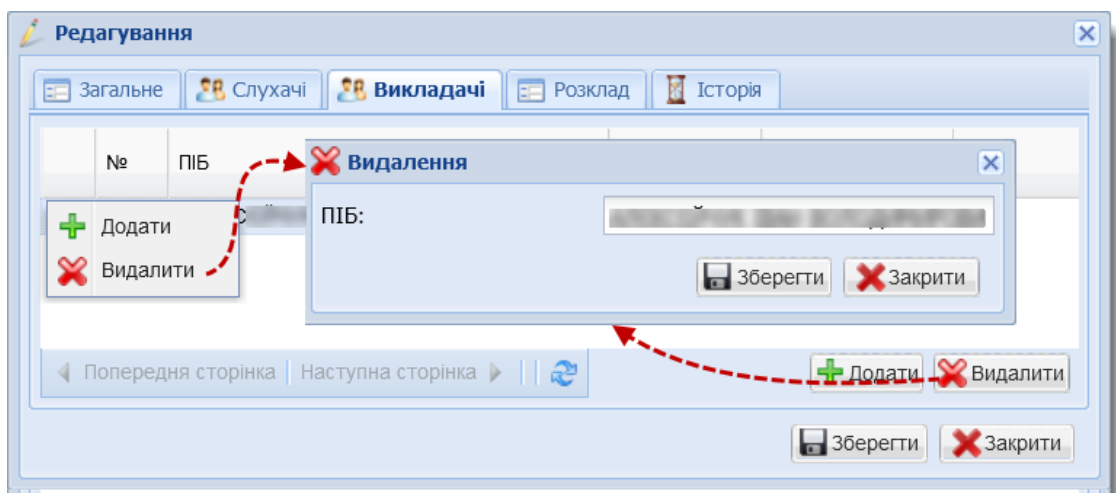 Редагування
Загальне Слухачі Викладачі Розклад Історія
№ ПІБ
Видалення
ПІБ:
Додати
Видалити
Зберегти Закрити
Попередня сторінка Наступна сторінка
Додати Видалити
Зберегти Закрити